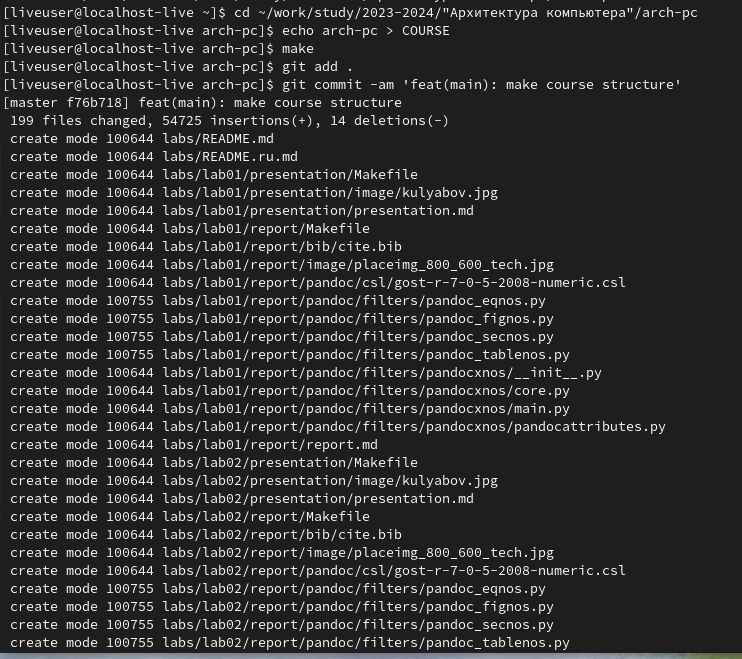 [liveuser@localhost-live ~]$ cd ~/work/study/2023-2024/"Архитектура компьютера"/arch-pc
[liveuser@localhost-live arch-pc]$ echo arch-pc > COURSE
[liveuser@localhost-live arch-pc]$ make
[liveuser@localhost-live arch-pc]$ git add .
[liveuser@localhost-live arch-pc]$ git commit -am 'feat(main): make course structure'
[master f76b718] feat(main): make course structure
 199 files changed, 54725 insertions(+), 14 deletions(-)
 create mode 100644 labs/README.md
 create mode 100644 labs/README.ru.md
 create mode 100644 labs/lab01/presentation/Makefile
 create mode 100644 labs/lab01/presentation/image/kulyabov.jpg
 create mode 100644 labs/lab01/presentation/presentation.md
 create mode 100644 labs/lab01/report/Makefile
 create mode 100644 labs/lab01/report/bib/cite.bib
 create mode 100644 labs/lab01/report/image/placeimg_800_600_tech.jpg
 create mode 100644 labs/lab01/report/pandoc/csl/gost-r-7-0-5-2008-numeric.csl
 create mode 100755 labs/lab01/report/pandoc/filters/pandoc_eqnos.py
 create mode 100755 labs/lab01/report/pandoc/filters/pandoc_fignos.py
 create mode 100755 labs/lab01/report/pandoc/filters/pandoc_secnos.py
 create mode 100755 labs/lab01/report/pandoc/filters/pandoc_tablenos.py
 create mode 100644 labs/lab01/report/pandoc/filters/pandocxnos/__init__.py
 create mode 100644 labs/lab01/report/pandoc/filters/pandocxnos/core.py
 create mode 100644 labs/lab01/report/pandoc/filters/pandocxnos/main.py
 create mode 100644 labs/lab01/report/pandoc/filters/pandocxnos/pandocattributes.py
 create mode 100644 labs/lab01/report/report.md
 create mode 100644 labs/lab02/presentation/Makefile
 create mode 100644 labs/lab02/presentation/image/kulyabov.jpg
 create mode 100644 labs/lab02/presentation/presentation.md
 create mode 100644 labs/lab02/report/Makefile
 create mode 100644 labs/lab02/report/bib/cite.bib
 create mode 100644 labs/lab02/report/image/placeimg_800_600_tech.jpg
 create mode 100644 labs/lab02/report/pandoc/csl/gost-r-7-0-5-2008-numeric.csl
 create mode 100755 labs/lab02/report/pandoc/filters/pandoc_eqnos.py
 create mode 100755 labs/lab02/report/pandoc/filters/pandoc_fignos.py
 create mode 100755 labs/lab02/report/pandoc/filters/pandoc_secnos.py
 create mode 100755 labs/lab02/report/pandoc/filters/pandoc_tablenos.py